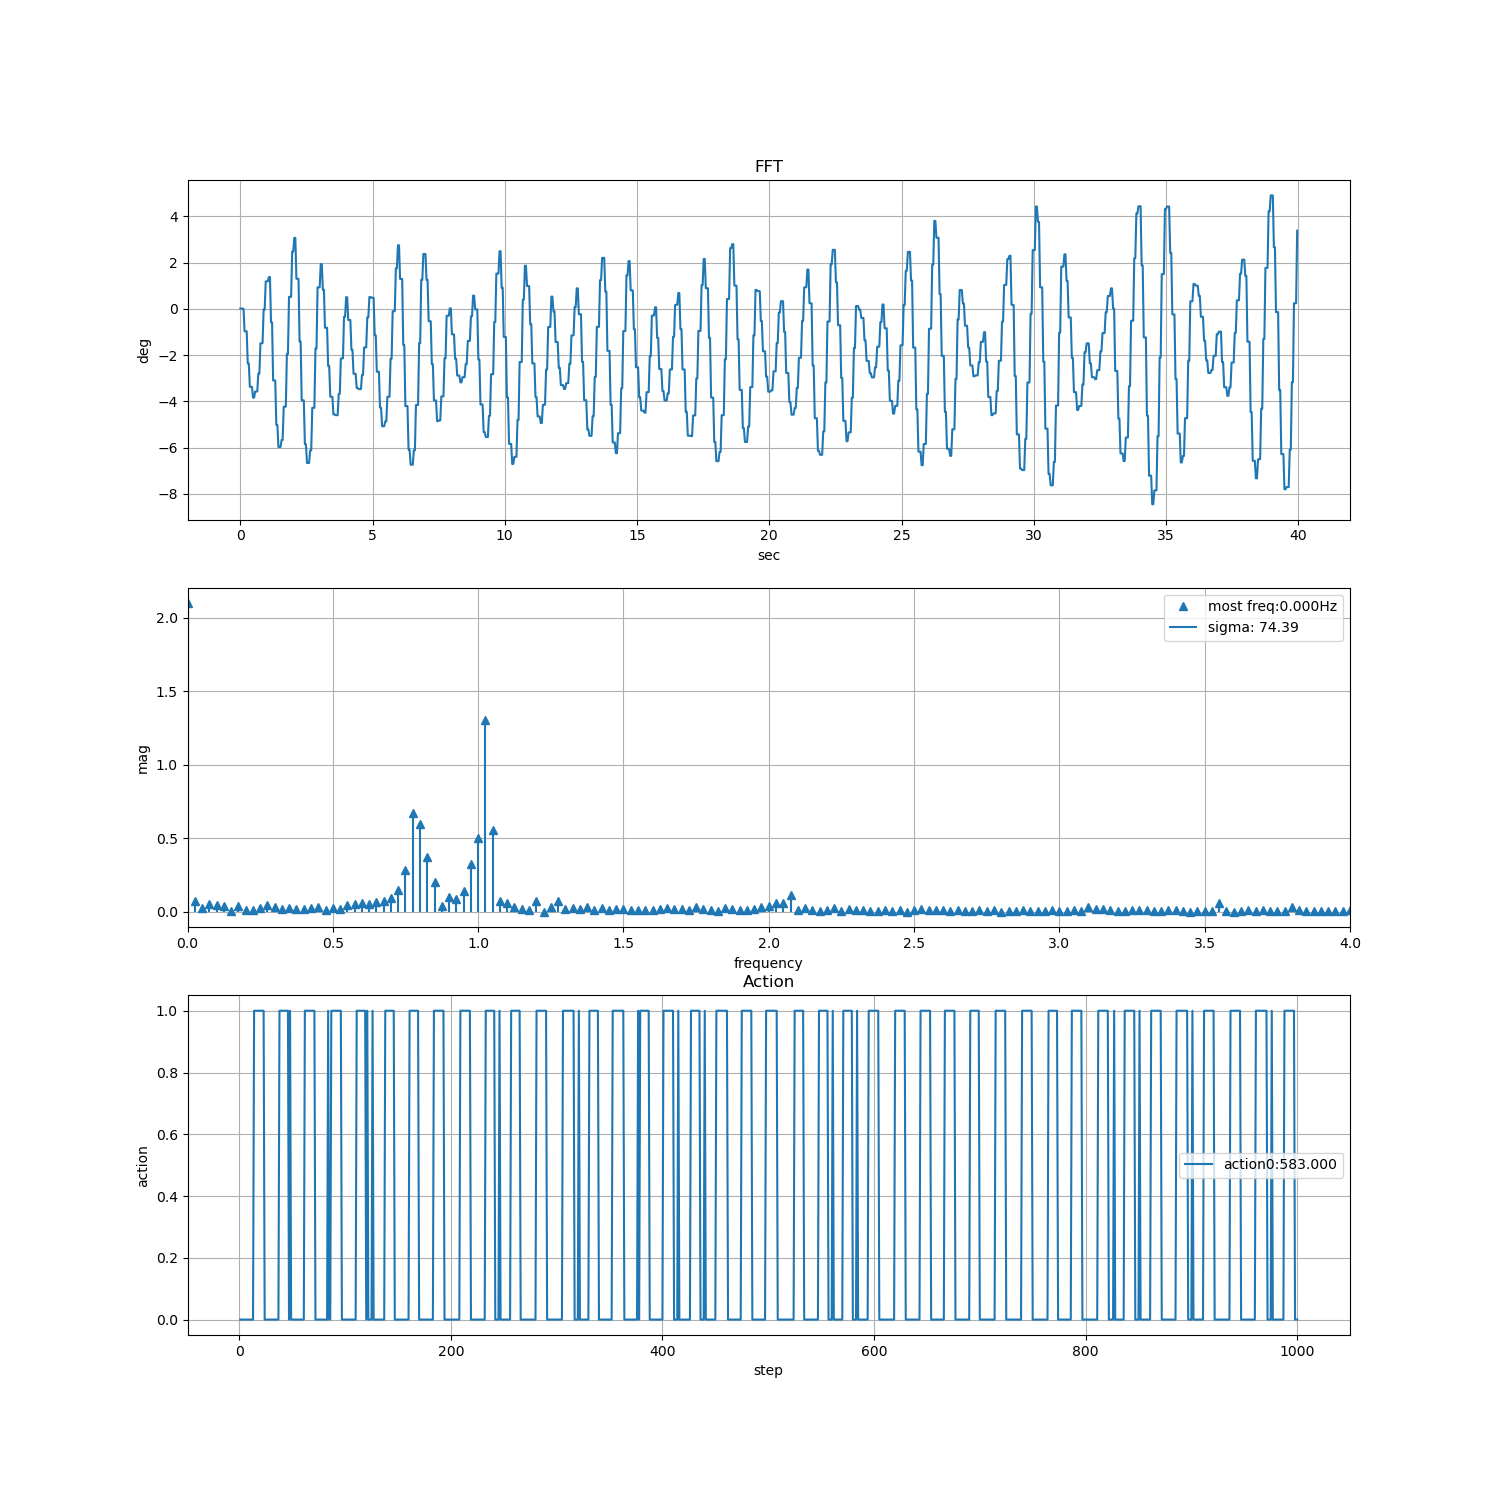 FFT
4
2
0
−2
−4
−6
−8
deg
0 5 10 15 20 25 30 35 40
sec
2.0
1.5
1.0
0.5
0.0
mag
most freq:0.000Hz
sigma: 74.39
0.0 0.5 1.0 1.5 2.0 2.5 3.0 3.5 4.0
frequency
Action
1.0
0.8
0.6
0.4
0.2
0.0
action
action0:583.000
0 200 400 600 800 1000
step